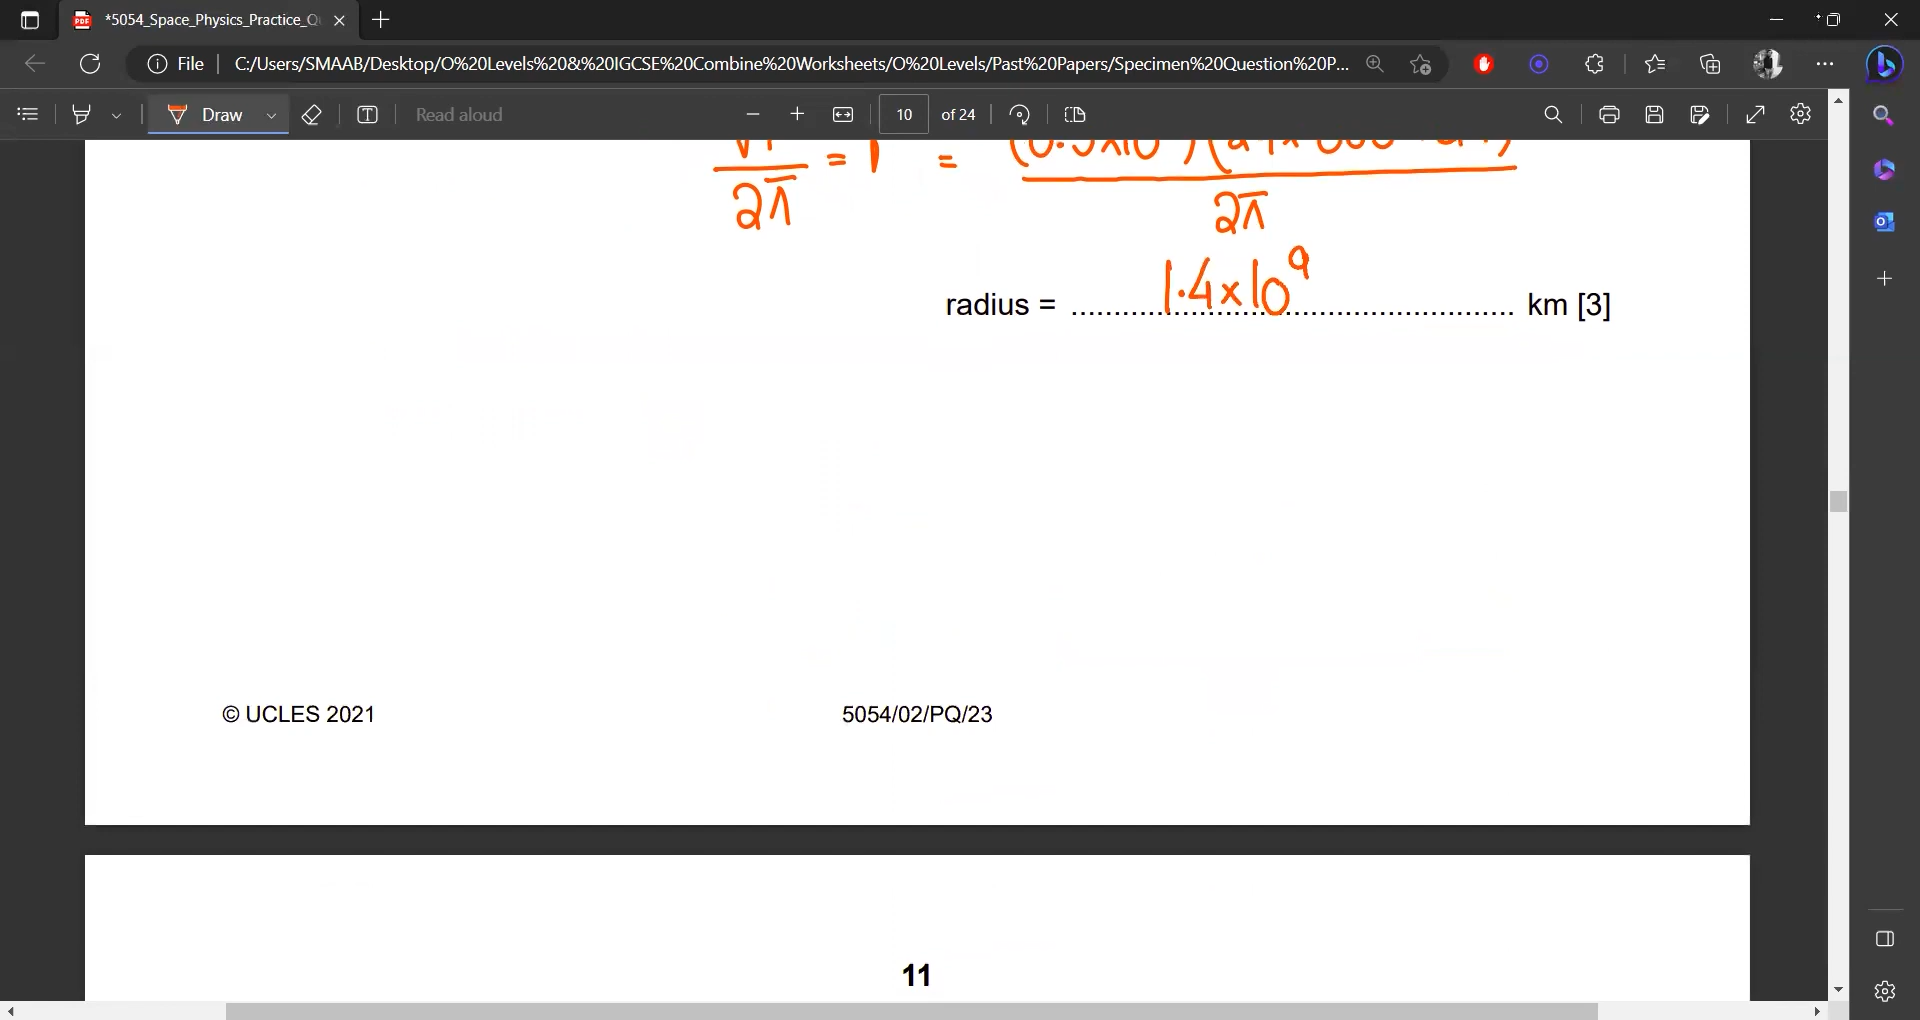 *5054_Space_Physics_Practice_Qu
File
C:/Users/SMAAB/Desktop/O%20Levels%20&%20IGCSE%20Combine%20Worksheets/O%20Levels/Past%20Papers/Specimen%20Question%20P...
Draw
Read aloud
10 of 24
= r =
2π 2π
1.4×10⁹
radius = .................................................... km [3]
© UCLES 2021
5054/02/PQ/23
11